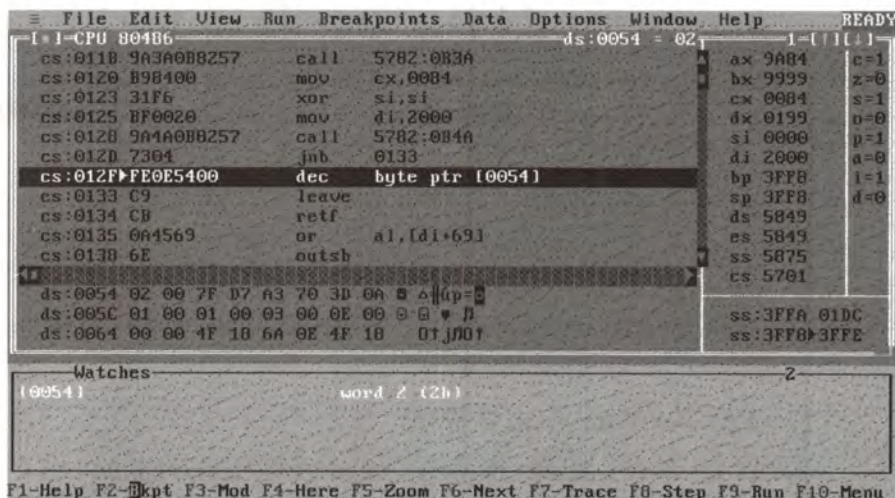 ≡ File Edit View Run Breakpoints Data Options Window Help READY
[■]=CPU 80486 ds:0054 = 02 1=[↑][↓]
cs:011B 9A3A0B8257 call 5782:0B3A
cs:0120 B98400 mov cx,0084
cs:0123 31F6 xor si,si
cs:0125 BF0020 mov di,2000
cs:0128 9A4A0B8257 call 5782:0B4A
cs:012D 7304 jnb 0133
cs:012F▶FE0E5400 dec byte ptr [0054]
cs:0133 C9 leave
cs:0134 CB retf
cs:0135 0A4569 or al,[di+69]
cs:0138 6E outsb
ax 9A84 c=1
bx 9999 z=0
cx 0084 s=1
dx 0199 o=0
si 0000 p=1
di 2000 a=0
bp 3FF8 i=1
sp 3FF8 d=0
ds 5849
es 5849
ss 5875
cs 5701
ds:0054 02 00 7F D7 A3 70 3D 0A ⌂╫úp=
ds:005C 01 00 01 00 03 00 0E 00 ☺ ☺ ♥ ♫
ds:0064 00 00 4F 18 6A 0E 4F 18 O↑j♫O↑
ss:3FFA 01DC
ss:3FF8▶3FFE
Watches 2
[0054] word 2 (2h)
F1-Help F2-Bkpt F3-Mod F4-Here F5-Zoom F6-Next F7-Trace F8-Step F9-Run F10-Menu